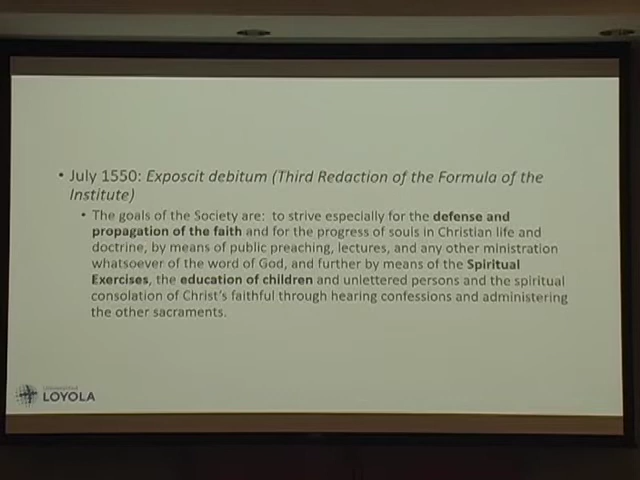 • July 1550: Exposcit debitum (Third Redaction of the Formula of the
Institute)
• The goals of the Society are: to strive especially for the defense and
propagation of the faith and for the progress of souls in Christian life and
doctrine, by means of public preaching, lectures, and any other ministration
whatsoever of the word of God, and further by means of the Spiritual
Exercises, the education of children and unlettered persons and the spiritual
consolation of Christ's faithful through hearing confessions and administering
the other sacraments.
LOYOLA